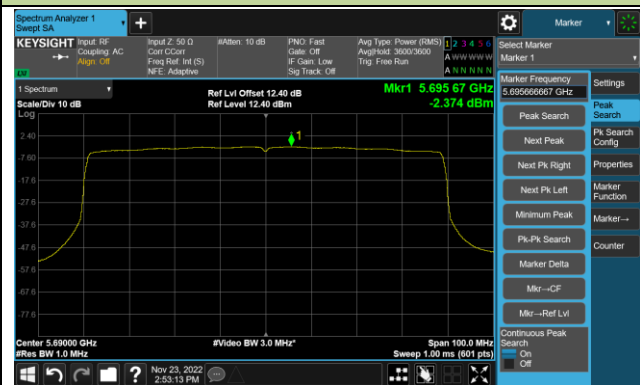 Spectrum Analyzer 1
Swept SA
Marker
KEYSIGHT
Input: RF
Coupling: AC
Align: Off
Input Z: 50 Ω
Corr CCorr
Freq Ref: Int (S)
NFE: Adaptive
#Atten: 10 dB
PNO: Fast
Gate: Off
IF Gain: Low
Sig Track: Off
Avg Type: Power (RMS)
Avg|Hold: 3600/3600
Trig: Free Run
1 2 3 4 5 6
A W W W W W
A N N N N N
Select Marker
Marker 1
1 Spectrum
Scale/Div 10 dB
Log
Ref Lvl Offset 12.40 dB
Ref Level 12.40 dBm
Mkr1 5.695 67 GHz
-2.374 dBm
2.40
-7.60
-17.6
-27.6
-37.6
-47.6
-57.6
-67.6
-77.6
1
Center 5.69000 GHz
#Res BW 1.0 MHz
#Video BW 3.0 MHz*
Span 100.0 MHz
Sweep 1.00 ms (601 pts)
Marker Frequency
5.695666667 GHz
Peak Search
Next Peak
Next Pk Right
Next Pk Left
Minimum Peak
Pk-Pk Search
Marker Delta
Mkr→CF
Mkr→Ref Lvl
Continuous Peak
Search
On
Off
Settings
Peak
Search
Pk Search
Config
Properties
Marker
Function
Marker→
Counter
Nov 23, 2022
2:53:13 PM